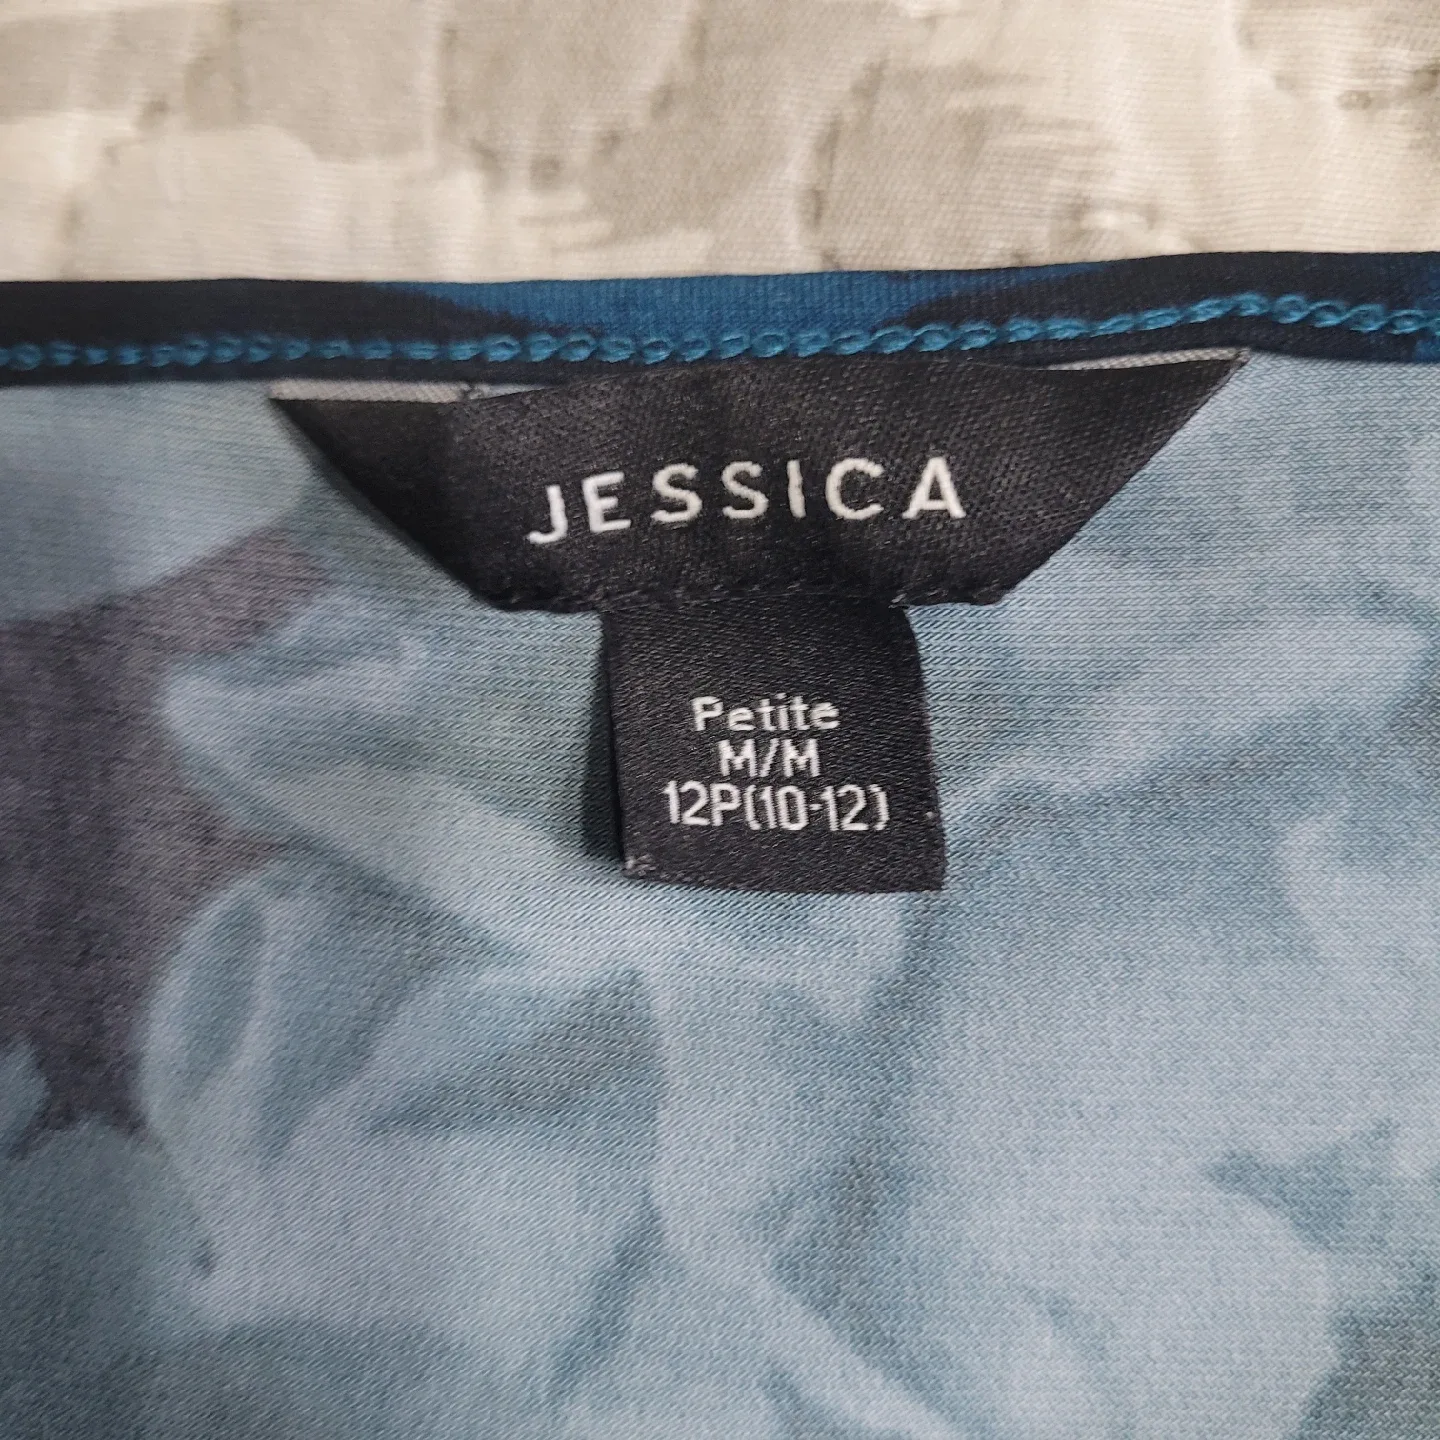 JESSICA
Petite
M/M
12P(10-12)